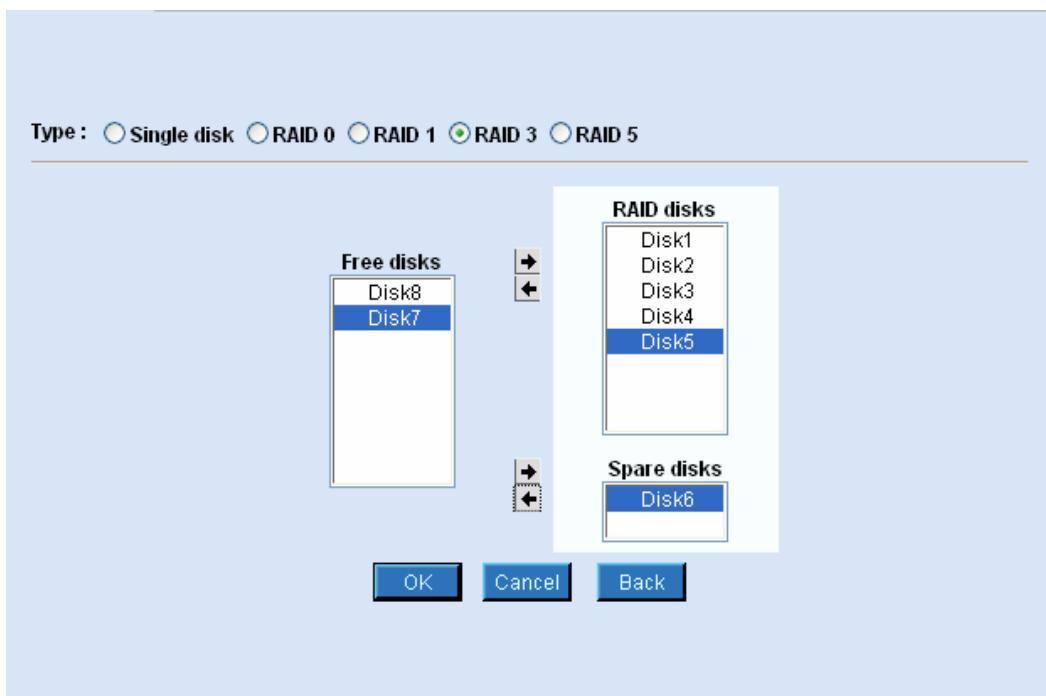 Type : Single disk RAID 0 RAID 1 RAID 3 RAID 5
Free disks
Disk8
Disk7
RAID disks
Disk1
Disk2
Disk3
Disk4
Disk5
Spare disks
Disk6
OK Cancel Back